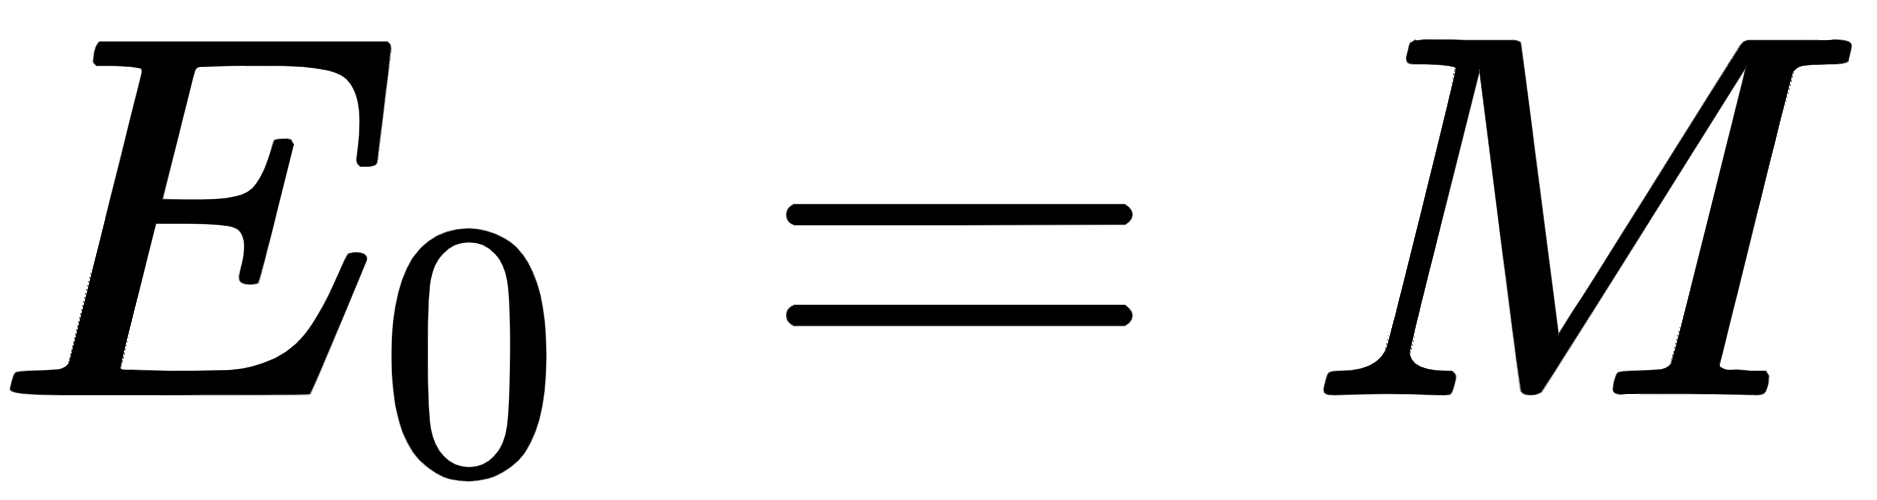 E₀ = M